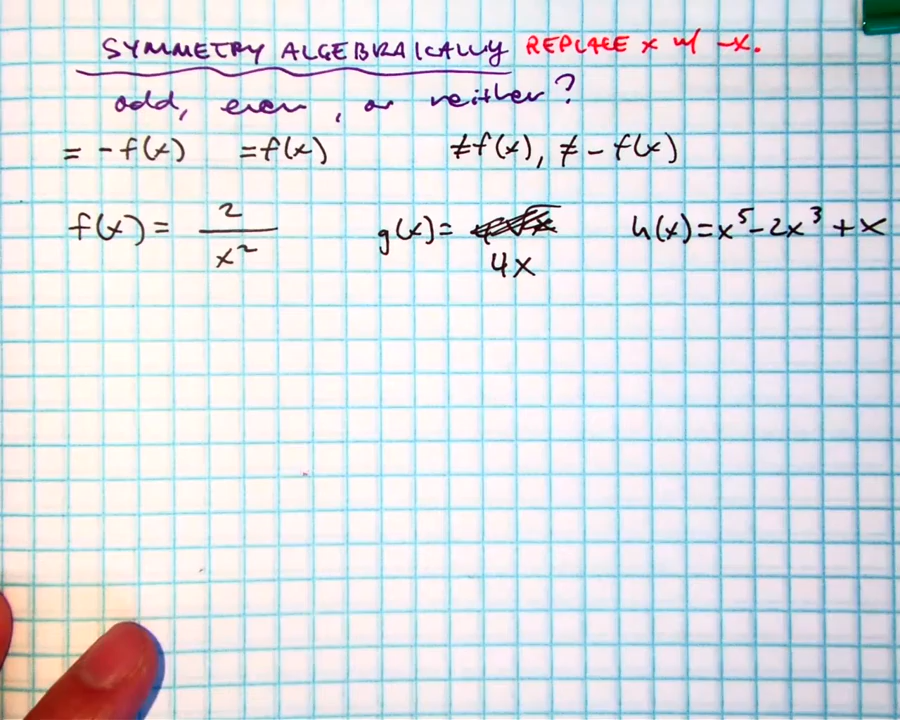 SYMMETRY ALGEBRAICALLY REPLACE x w/ -x.
odd, even, or neither?
= -f(x) =f(x) ≠f(x), ≠ -f(x)
f(x) = 2/x² g(x)= 4x h(x)=x⁵-2x³+x